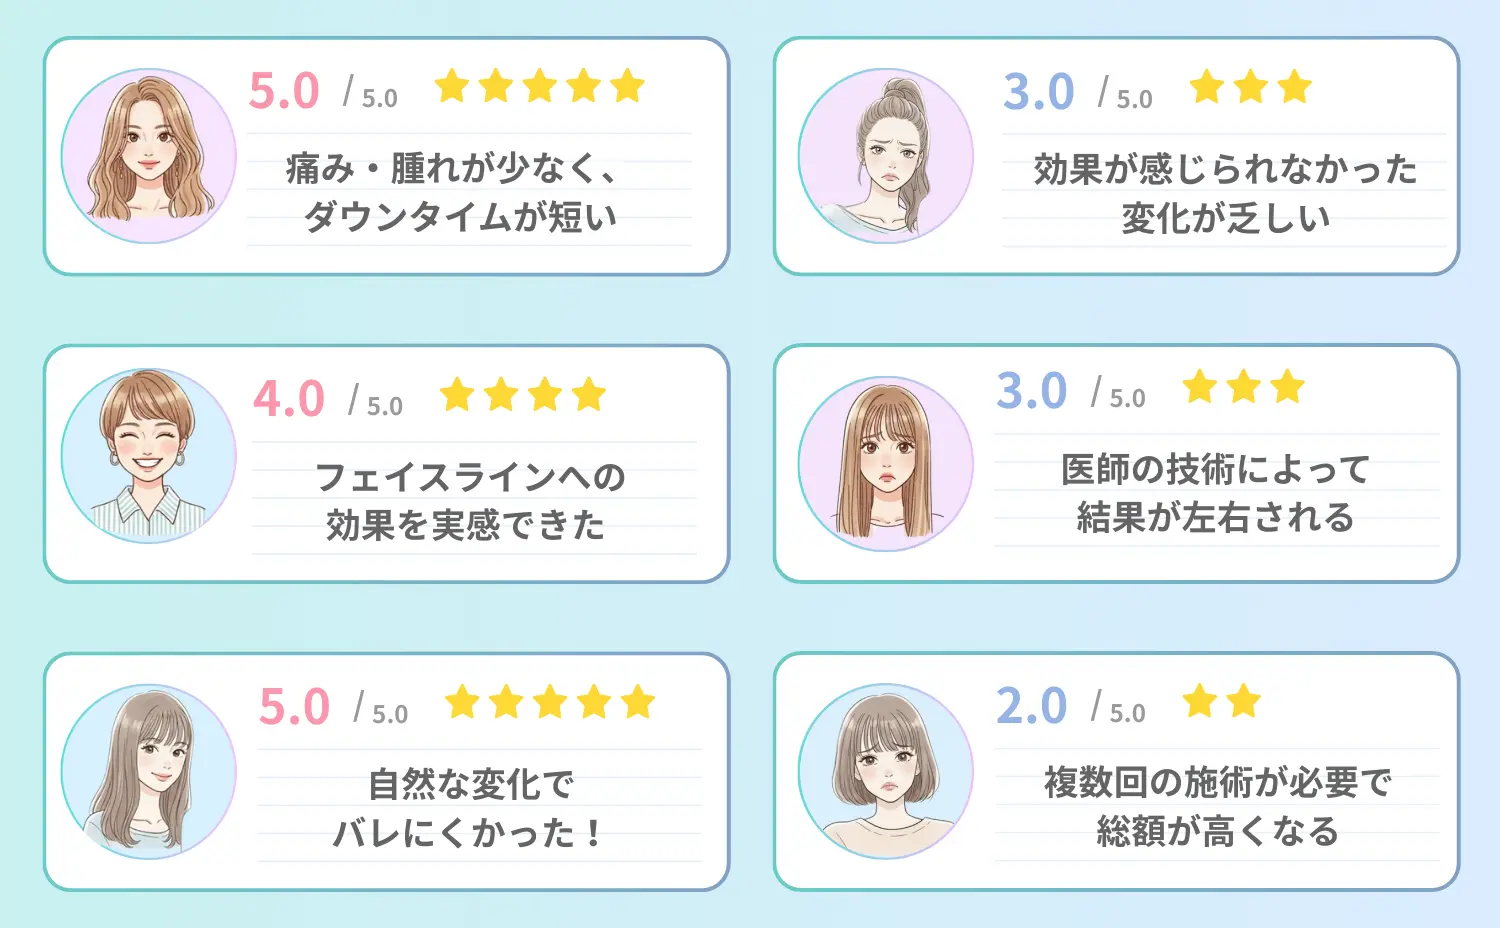 5.0 / 5.0 ★★★★★
痛み・腫れが少なく、
ダウンタイムが短い
3.0 / 5.0 ★★★
効果が感じられなかった
変化が乏しい
4.0 / 5.0 ★★★★
フェイスラインへの
効果を実感できた
3.0 / 5.0 ★★★
医師の技術によって
結果が左右される
5.0 / 5.0 ★★★★★
自然な変化で
バレにくかった！
2.0 / 5.0 ★★
複数回の施術が必要で
総額が高くなる